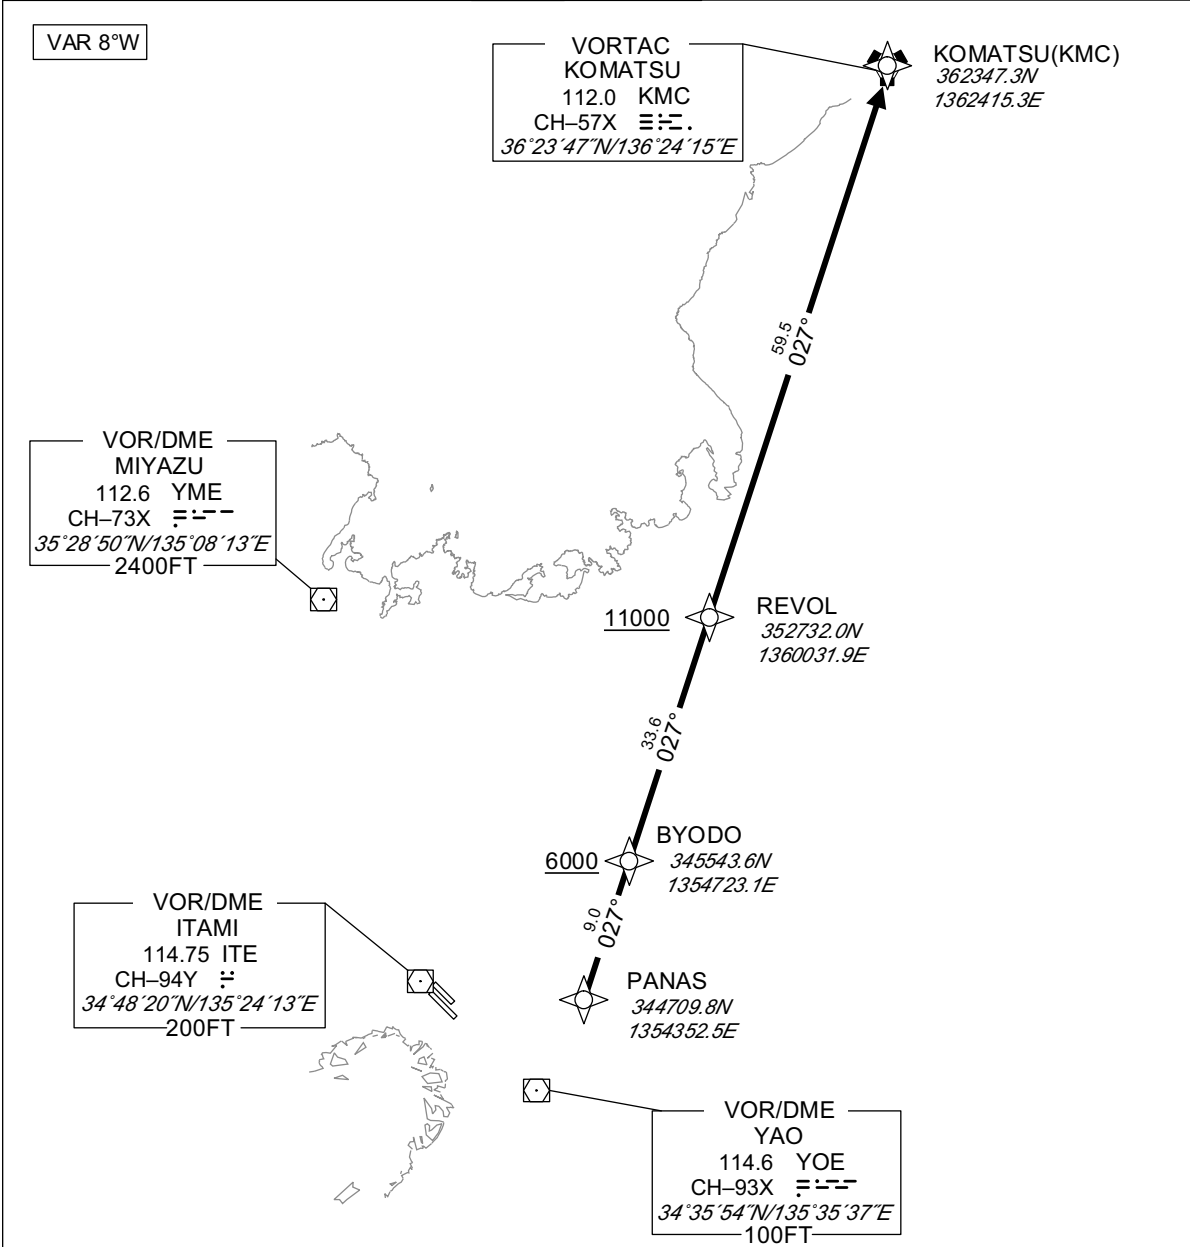 VAR 8°W
VORTAC
KOMATSU
112.0 KMC
CH–57X
36°23´47˝N/136°24´15˝E
KOMATSU(KMC)
362347.3N
1362415.3E
59.5
027°
VOR/DME
MIYAZU
112.6 YME
CH–73X
35°28´50˝N/135°08´13˝E
2400FT
11000
REVOL
352732.0N
1360031.9E
33.6
027°
6000
BYODO
345543.6N
1354723.1E
9.0
027°
VOR/DME
ITAMI
114.75 ITE
CH–94Y
34°48´20˝N/135°24´13˝E
200FT
PANAS
344709.8N
1354352.5E
VOR/DME
YAO
114.6 YOE
CH–93X
34°35´54˝N/135°35´37˝E
100FT